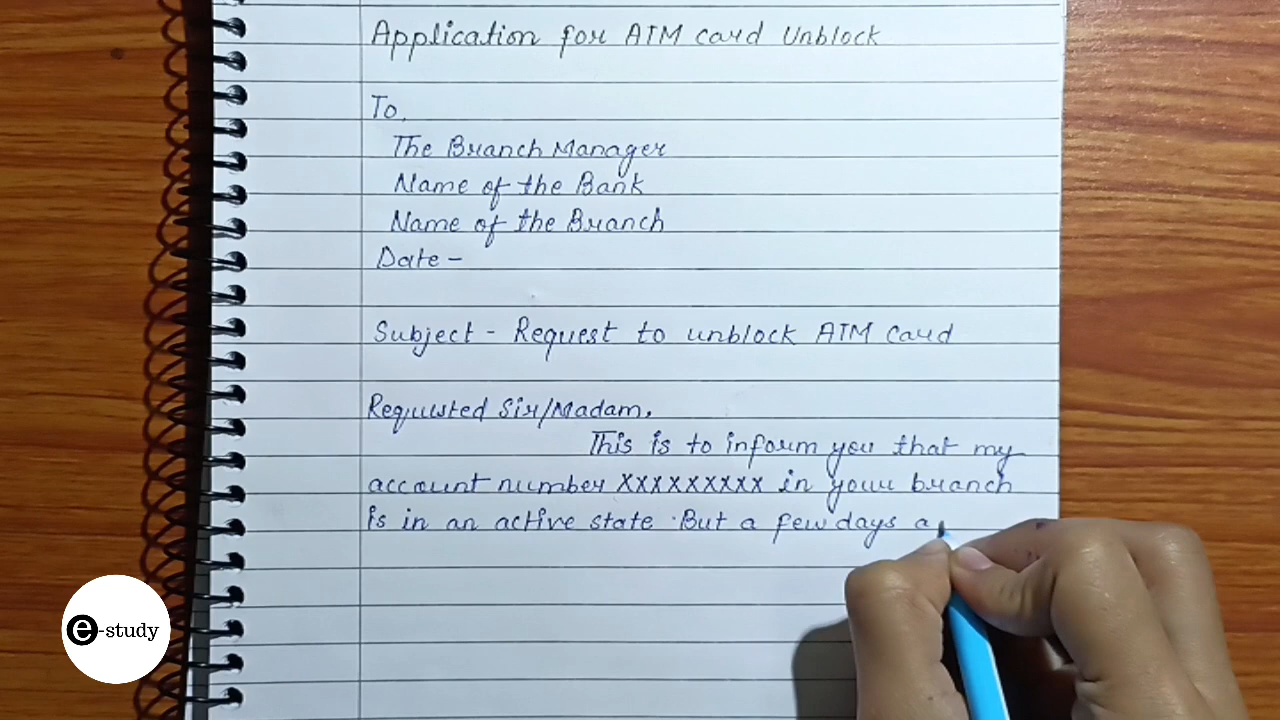 Application for ATM card Unblock
To,
The Branch Manager
Name of the Bank
Name of the Branch
Date -
Subject - Request to unblock ATM card
Requested Sir/Madam,
This is to inform you that my
account number XXXXXXXXX in your branch
is in an active state. But a few days a
e-study